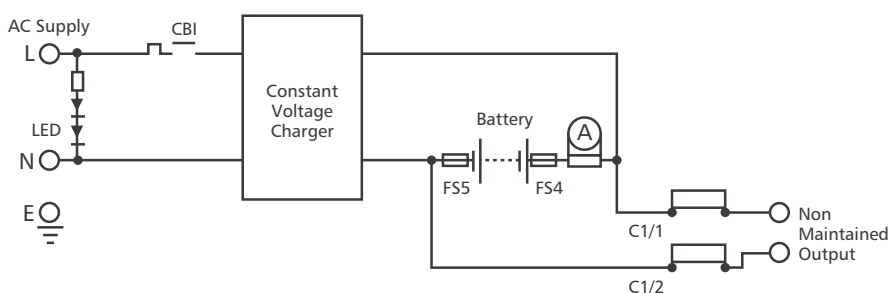 AC Supply
CBI
L
LED
N
E
Constant
Voltage
Charger
Battery
A
FS5
FS4
C1/1
C1/2
Non
Maintained
Output